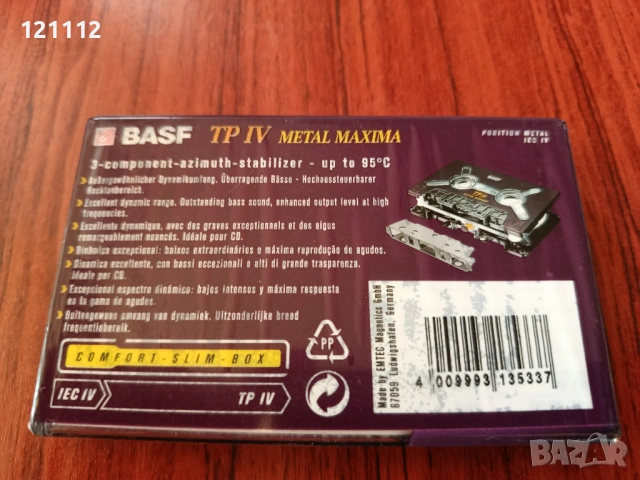 121112
BASF TP IV METAL MAXIMA
POSITION METAL
IEC IV
3-component-azimuth-stabilizer - up to 95°C
Außergewöhnlicher Dynamikumfang. Überragende Bässe - Hochaussteuerbarer
Hochtonbereich.
Excellent dynamic range. Outstanding bass sound, enhanced output level at high
frequencies.
Excellente dynamique, avec des graves exceptionnels et des aigus
remarquablement nuancés. Idéale pour CD.
Dinâmica excepcional: baixos extraordinários e máxima reprodução de agudos.
Dinamica eccellente, con bassi eccezionali e alti di grande trasparenza.
Ideale per CD.
Excepcional espectro dinámico: bajos intensos y máxima respuesta
en la gama de agudos.
Buitengewoon omvang van dynamiek. Uitzonderlijke breed
frequentiebereik.
COMFORT-SLIM-BOX
IEC IV TP IV
PP
Made by EMTEC Magnetics GmbH
67059 Ludwigshafen, Germany
4 009993 135337
BAZAR